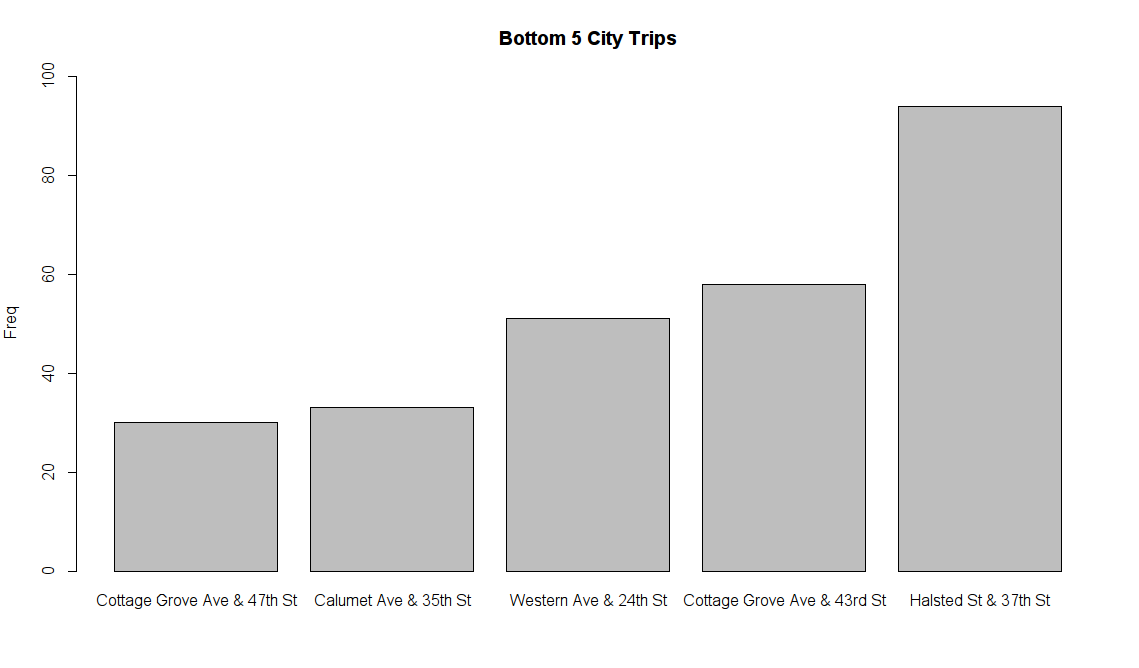 Bottom 5 City Trips
Freq
100
80
60
40
20
0
Cottage Grove Ave & 47th St
Calumet Ave & 35th St
Western Ave & 24th St
Cottage Grove Ave & 43rd St
Halsted St & 37th St